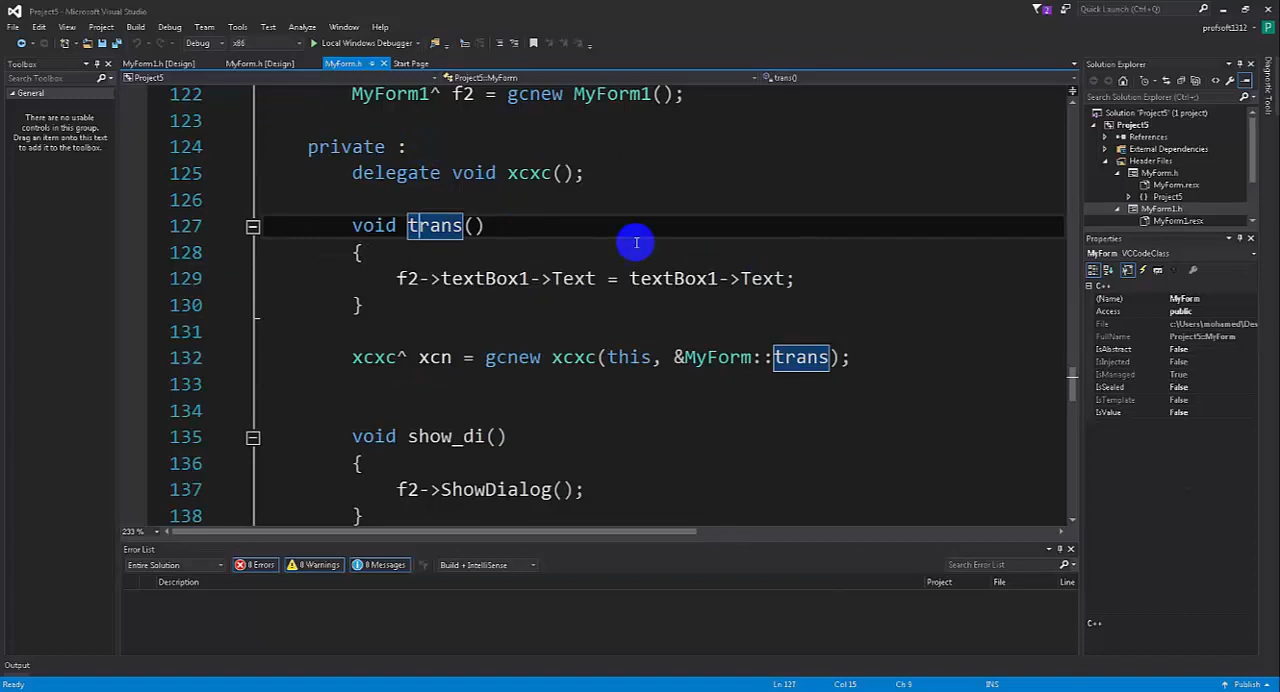 Project5 - Microsoft Visual Studio
2
Quick Launch (Ctrl+Q)
File Edit View Project Build Debug Team Tools Test Analyze Window Help
profsoft1312
P
Debug x86 Local Windows Debugger
Toolbox
Search Toolbox
General
There are no usable
controls in this group.
Drag an item onto this text
to add it to the toolbox.
MyForm1.h [Design] MyForm.h [Design] MyForm.h Start Page
Project5 Project5::MyForm trans()
122 MyForm1^ f2 = gcnew MyForm1();
123
124 private :
125 delegate void xcxc();
126
127 void trans()
128 {
129 f2->textBox1->Text = textBox1->Text;
130 }
131
132 xcxc^ xcn = gcnew xcxc(this, &MyForm::trans);
133
134
135 void show_di()
136 {
137 f2->ShowDialog();
138 }
233 %
Error List
Entire Solution 0 Errors 0 Warnings 0 Messages Build + IntelliSense
Search Error List
Description Project File Line
Solution Explorer
Search Solution Explorer (Ctrl+;)
Solution "Project5" (1 project)
Project5
References
External Dependencies
Header Files
MyForm.h
MyForm.resx
Project5
MyForm1.h
MyForm1.resx
Properties
MyForm VCCodeClass
C++
(Name) MyForm
Access public
File c:\Users\mohamed\Des
FullName Project5::MyForm
IsAbstract False
IsInjected False
IsManaged True
IsSealed False
IsTemplate False
IsValue False
C++
Diagnostic Tools
Output
Ready
Ln 127 Col 15 Ch 9 INS Publish